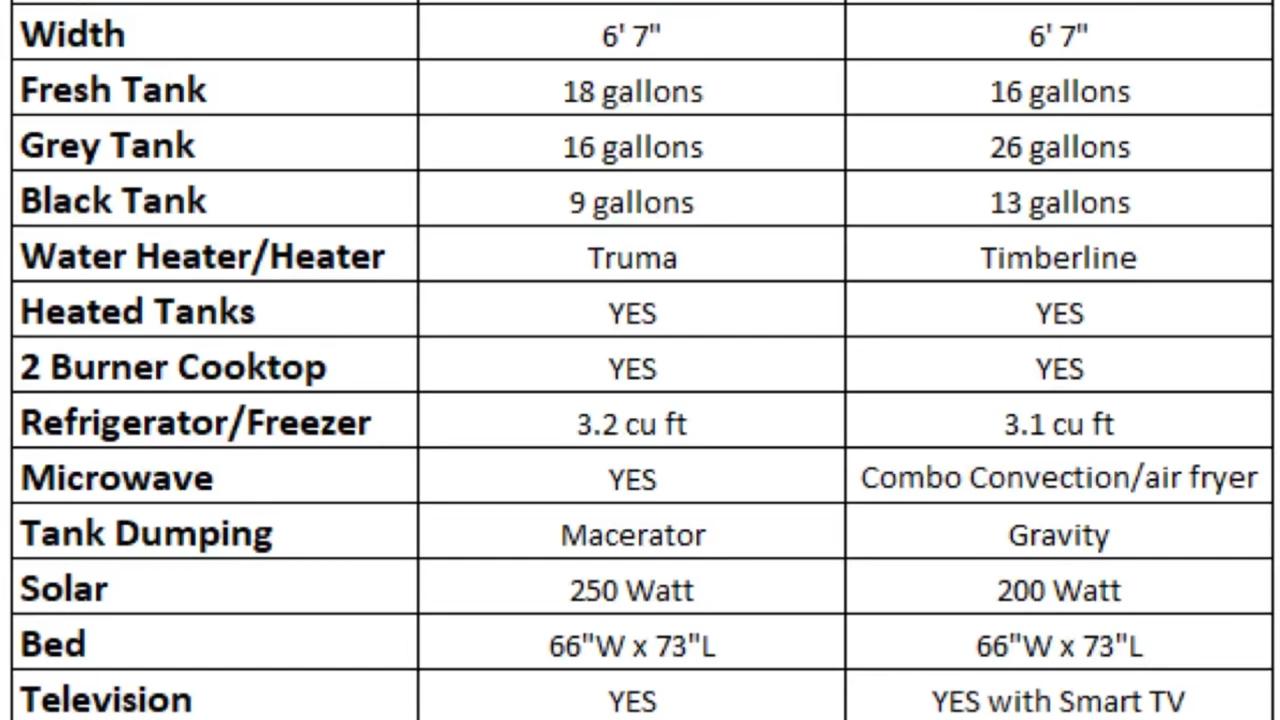 Width 6' 7" 6' 7"
Fresh Tank 18 gallons 16 gallons
Grey Tank 16 gallons 26 gallons
Black Tank 9 gallons 13 gallons
Water Heater/Heater Truma Timberline
Heated Tanks YES YES
2 Burner Cooktop YES YES
Refrigerator/Freezer 3.2 cu ft 3.1 cu ft
Microwave YES Combo Convection/air fryer
Tank Dumping Macerator Gravity
Solar 250 Watt 200 Watt
Bed 66"W x 73"L 66"W x 73"L
Television YES YES with Smart TV